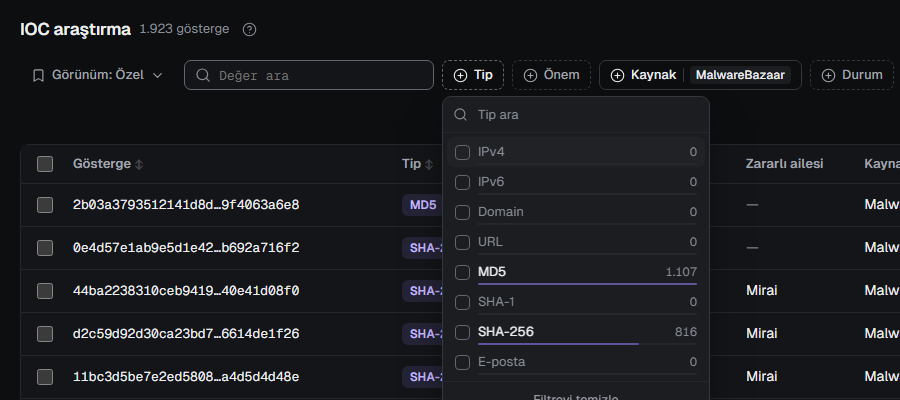 IOC araştırma 1.923 gösterge
Görünüm: Özel
Değer ara
Tip
Önem
Kaynak MalwareBazaar
Durum
Tip ara
Gösterge Tip Zararlı ailesi
IPv4 0
IPv6 0
Domain 0
URL 0
MD5 1.107
SHA-1 0
SHA-256 816
E-posta 0
Filtreyi temizle
2b03a3793512141d8d…9f4063a6e8 MD5 —
0e4d57e1ab9e5d1e42…b692a716f2 —
44ba2238310ceb9419…40e41d08f0 Mirai
d2c59d92d30ca23bd7…6614de1f26 Mirai
11bc3d5be7e2ed5808…a4d5d4d48e Mirai